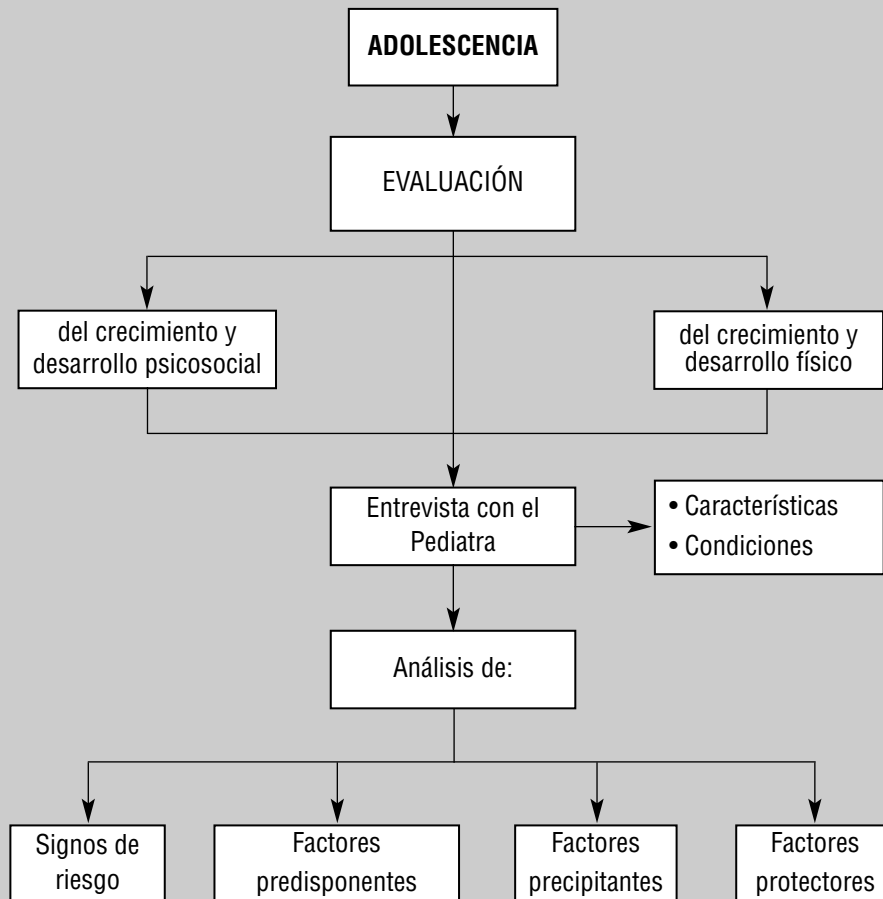 ADOLESCENCIA
EVALUACIÓN
del crecimiento y
desarrollo psicosocial
del crecimiento y
desarrollo físico
Entrevista con el
Pediatra
• Características
• Condiciones
Análisis de:
Signos de
riesgo
Factores
predisponentes
Factores
precipitantes
Factores
protectores